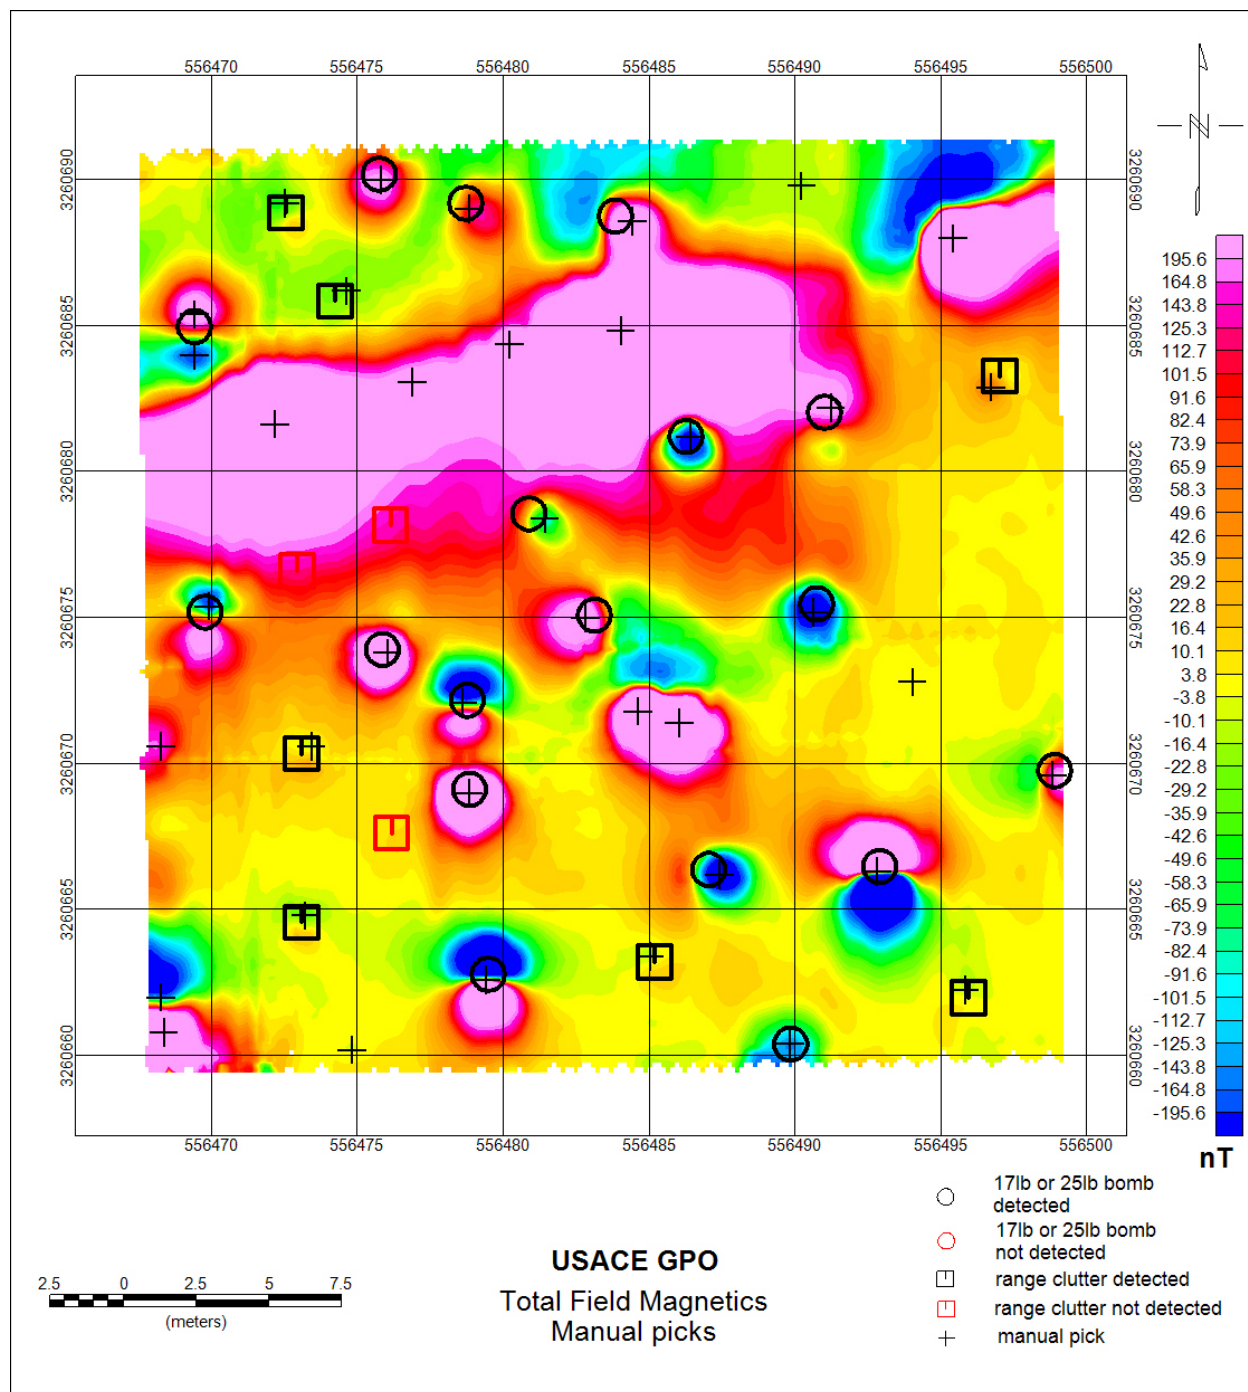 556470 556475 556480 556485 556490 556495 556500
N
3260690 3260690
3260685 3260685
3260680 3260680
3260675 3260675
3260670 3260670
3260665 3260665
3260660 3260660
556470 556475 556480 556485 556490 556495 556500
195.6
164.8
143.8
125.3
112.7
101.5
91.6
82.4
73.9
65.9
58.3
49.6
42.6
35.9
29.2
22.8
16.4
10.1
3.8
-3.8
-10.1
-16.4
-22.8
-29.2
-35.9
-42.6
-49.6
-58.3
-65.9
-73.9
-82.4
-91.6
-101.5
-112.7
-125.3
-143.8
-164.8
-195.6
nT
17lb or 25lb bomb
detected
17lb or 25lb bomb
not detected
range clutter detected
range clutter not detected
manual pick
USACE GPO
Total Field Magnetics
Manual picks
2.5 0 2.5 5 7.5
(meters)